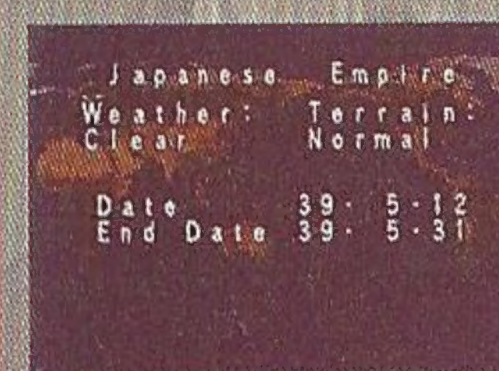 Japanese Empire
Weather: Terrain:
Clear Normal
Date 39. 5.12
End Date 39. 5.31